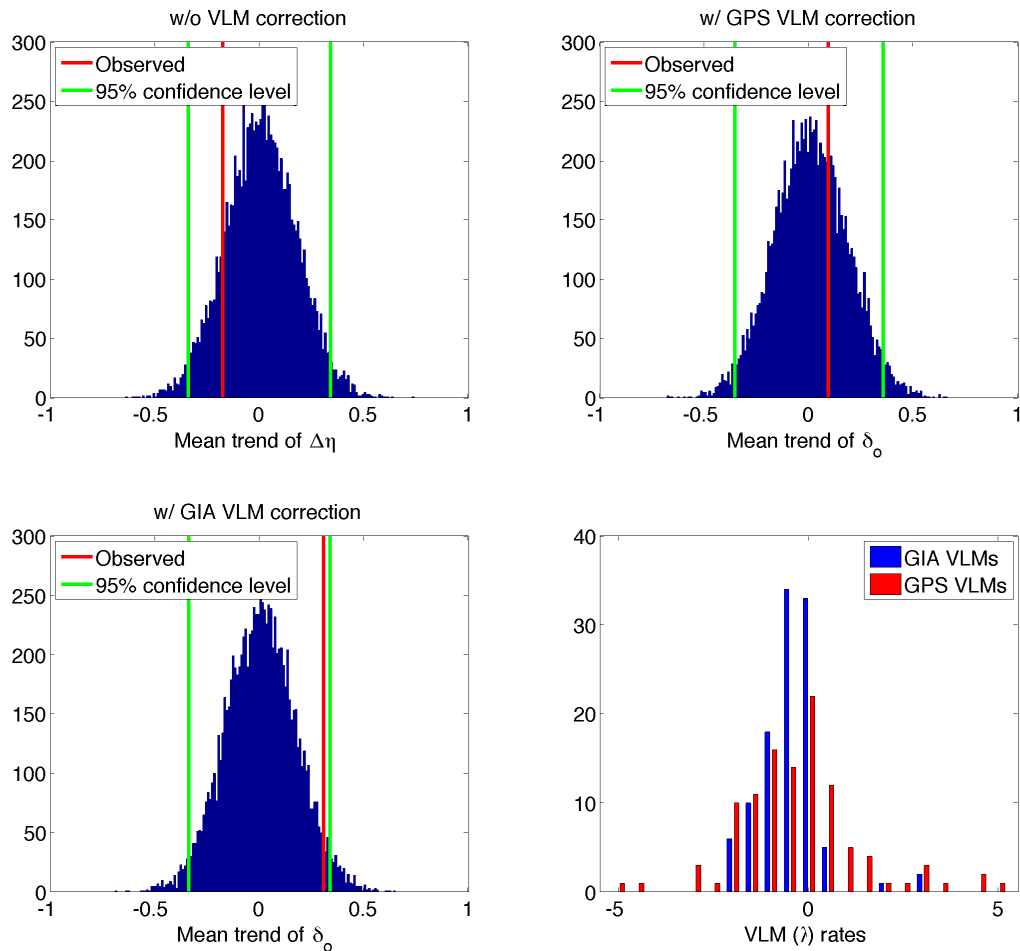 w/o VLM correction
300
250
200
150
100
50
0
-1
-0.5
0
0.5
1
Observed
95% confidence level
Mean trend of Δη
w/ GPS VLM correction
300
250
200
150
100
50
0
-1
-0.5
0
0.5
1
Observed
95% confidence level
Mean trend of δo
w/ GIA VLM correction
300
250
200
150
100
50
0
-1
-0.5
0
0.5
1
Observed
95% confidence level
Mean trend of δo
40
30
20
10
0
-5
0
5
GIA VLMs
GPS VLMs
VLM (λ) rates